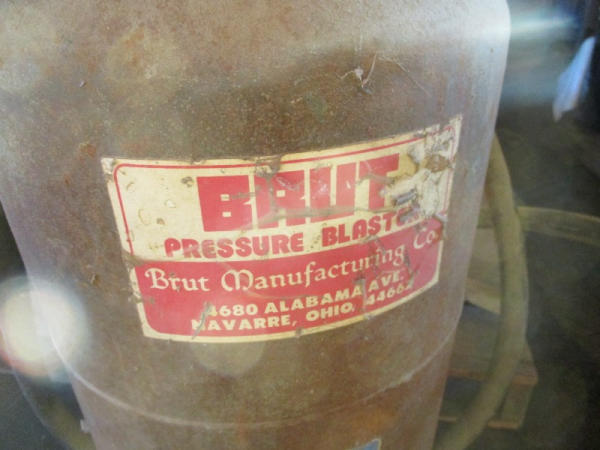 BRUT
PRESSURE BLASTER
Brut Manufacturing Co.
4680 ALABAMA AVE.
NAVARRE, OHIO, 44662